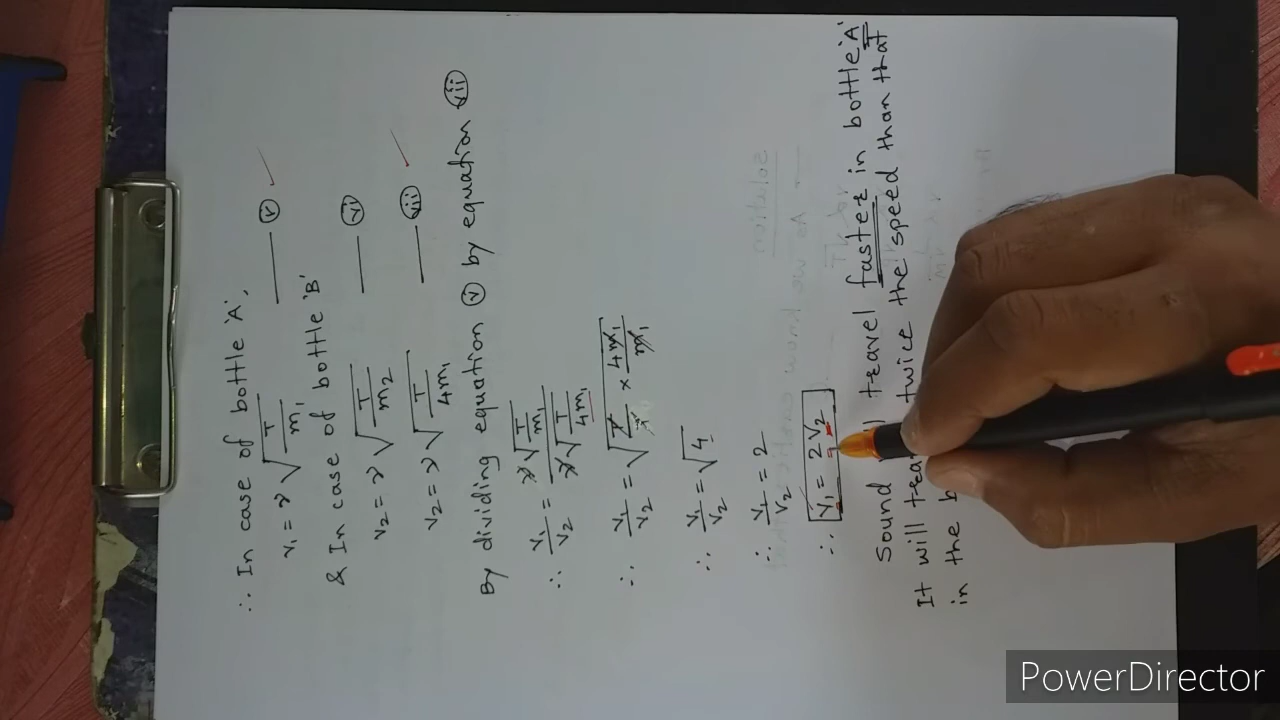 ∴ In case of bottle 'A',
v₁ = γ√(T/m₁) —— (v)
& In case of bottle 'B'
v₂ = γ√(T/m₂) —— (vi)
v₂ = γ√(T/4m₁) —— (vii)
By dividing equation (v) by equation (vii)
∴ v₁/v₂ = γ√(T/m₁) / γ√(T/4m₁)
∴ v₁/v₂ = √(T/T × 4m₁/m₁)
∴ v₁/v₂ = √4
∴ v₁/v₂ = 2
∴ v₁ = 2v₂
Sound travel faster in bottle 'A'
It will twice the speed than that
in the
solution
PowerDirector